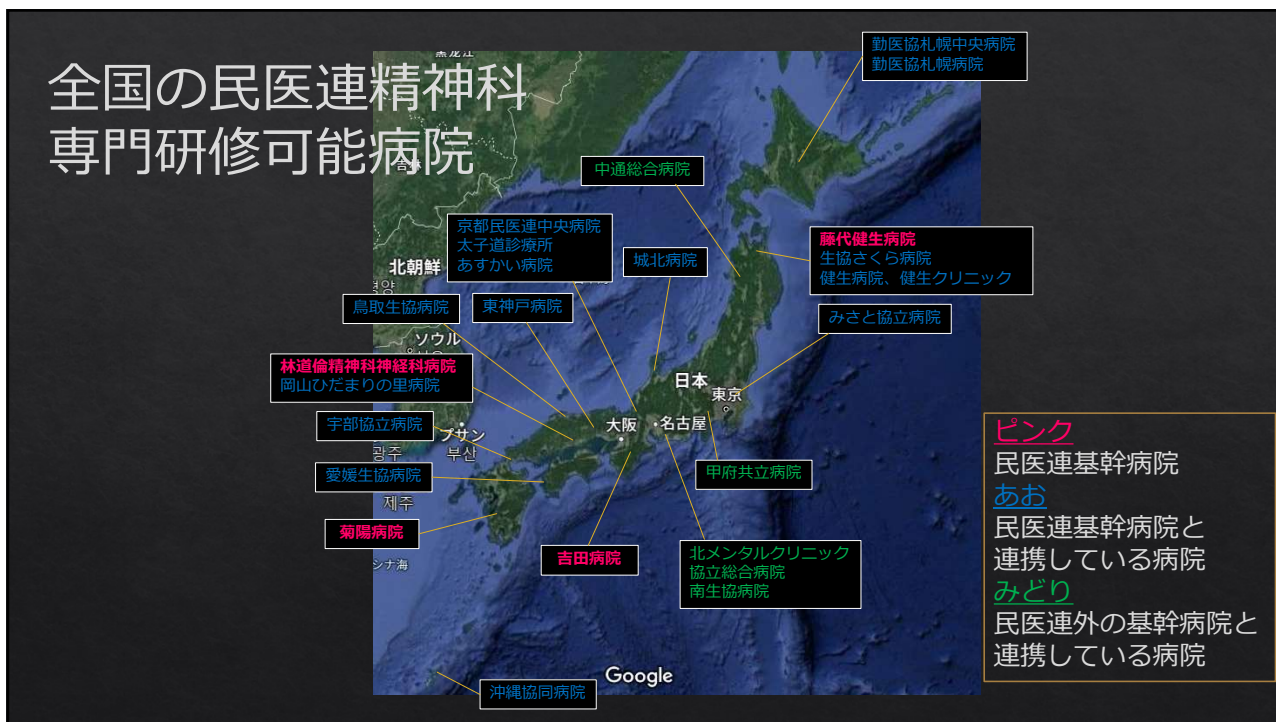 全国の民医連精神科
専門研修可能病院
勤医協札幌中央病院
勤医協札幌病院
中通総合病院
京都民医連中央病院
太子道診療所
あすかい病院
城北病院
藤代健生病院
生協さくら病院
健生病院、健生クリニック
北朝鮮
鳥取生協病院
東神戸病院
みさと協立病院
ソウル
林道倫精神科神経科病院
岡山ひだまりの里病院
日本
東京
宇部協立病院
プサン
부산
大阪
名古屋
광주
愛媛生協病院
甲府共立病院
제주
菊陽病院
吉田病院
北メンタルクリニック
協立総合病院
南生協病院
シナ海
Google
沖縄協同病院
ピンク
民医連基幹病院
あお
民医連基幹病院と
連携している病院
みどり
民医連外の基幹病院と
連携している病院